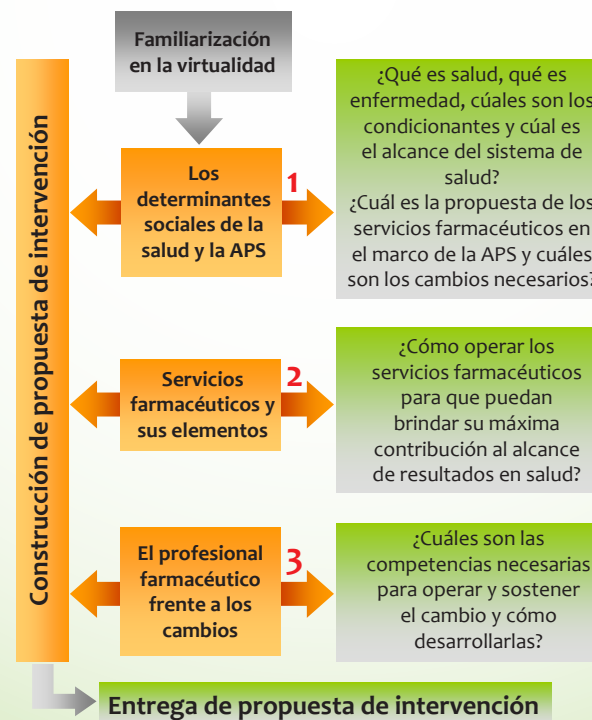 Familiarización
en la virtualidad
Construcción de propuesta de intervención
Los
determinantes
sociales de la
salud y la APS
1
¿Qué es salud, qué es
enfermedad, cúales son los
condicionantes y cúal es
el alcance del sistema de
salud?
¿Cuál es la propuesta de los
servicios farmacéuticos en
el marco de la APS y cuáles
son los cambios necesarios?
Servicios
farmacéuticos y
sus elementos
2
¿Cómo operar los
servicios farmacéuticos
para que puedan
brindar su máxima
contribución al alcance
de resultados en salud?
El profesional
farmacéutico
frente a los
cambios
3
¿Cuáles son las
competencias necesarias
para operar y sostener
el cambio y cómo
desarrollarlas?
Entrega de propuesta de intervención